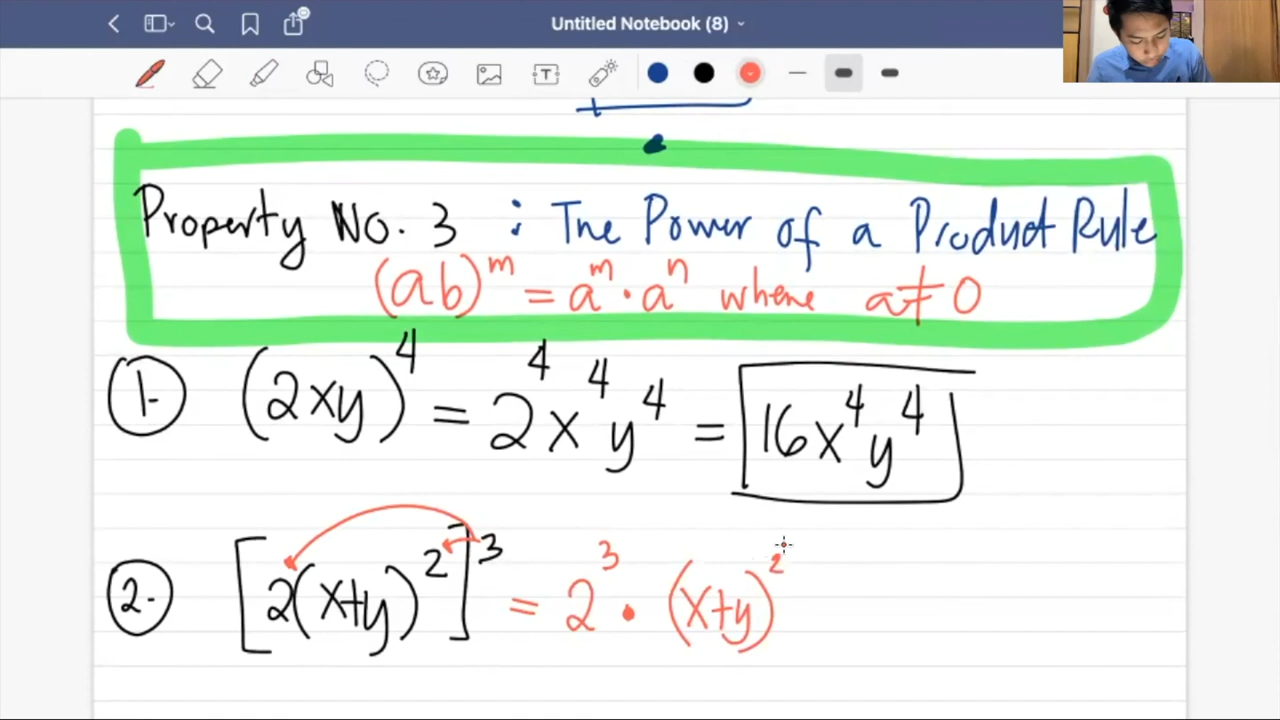 Untitled Notebook (8)
Property No. 3 : The Power of a Product Rule
(ab)^m = a^m · a^n where a ≠ 0
1. (2xy)^4 = 2^4 x^4 y^4 = 16x^4 y^4
2. [2(x+y)^2]^3 = 2^3 · (x+y)^2